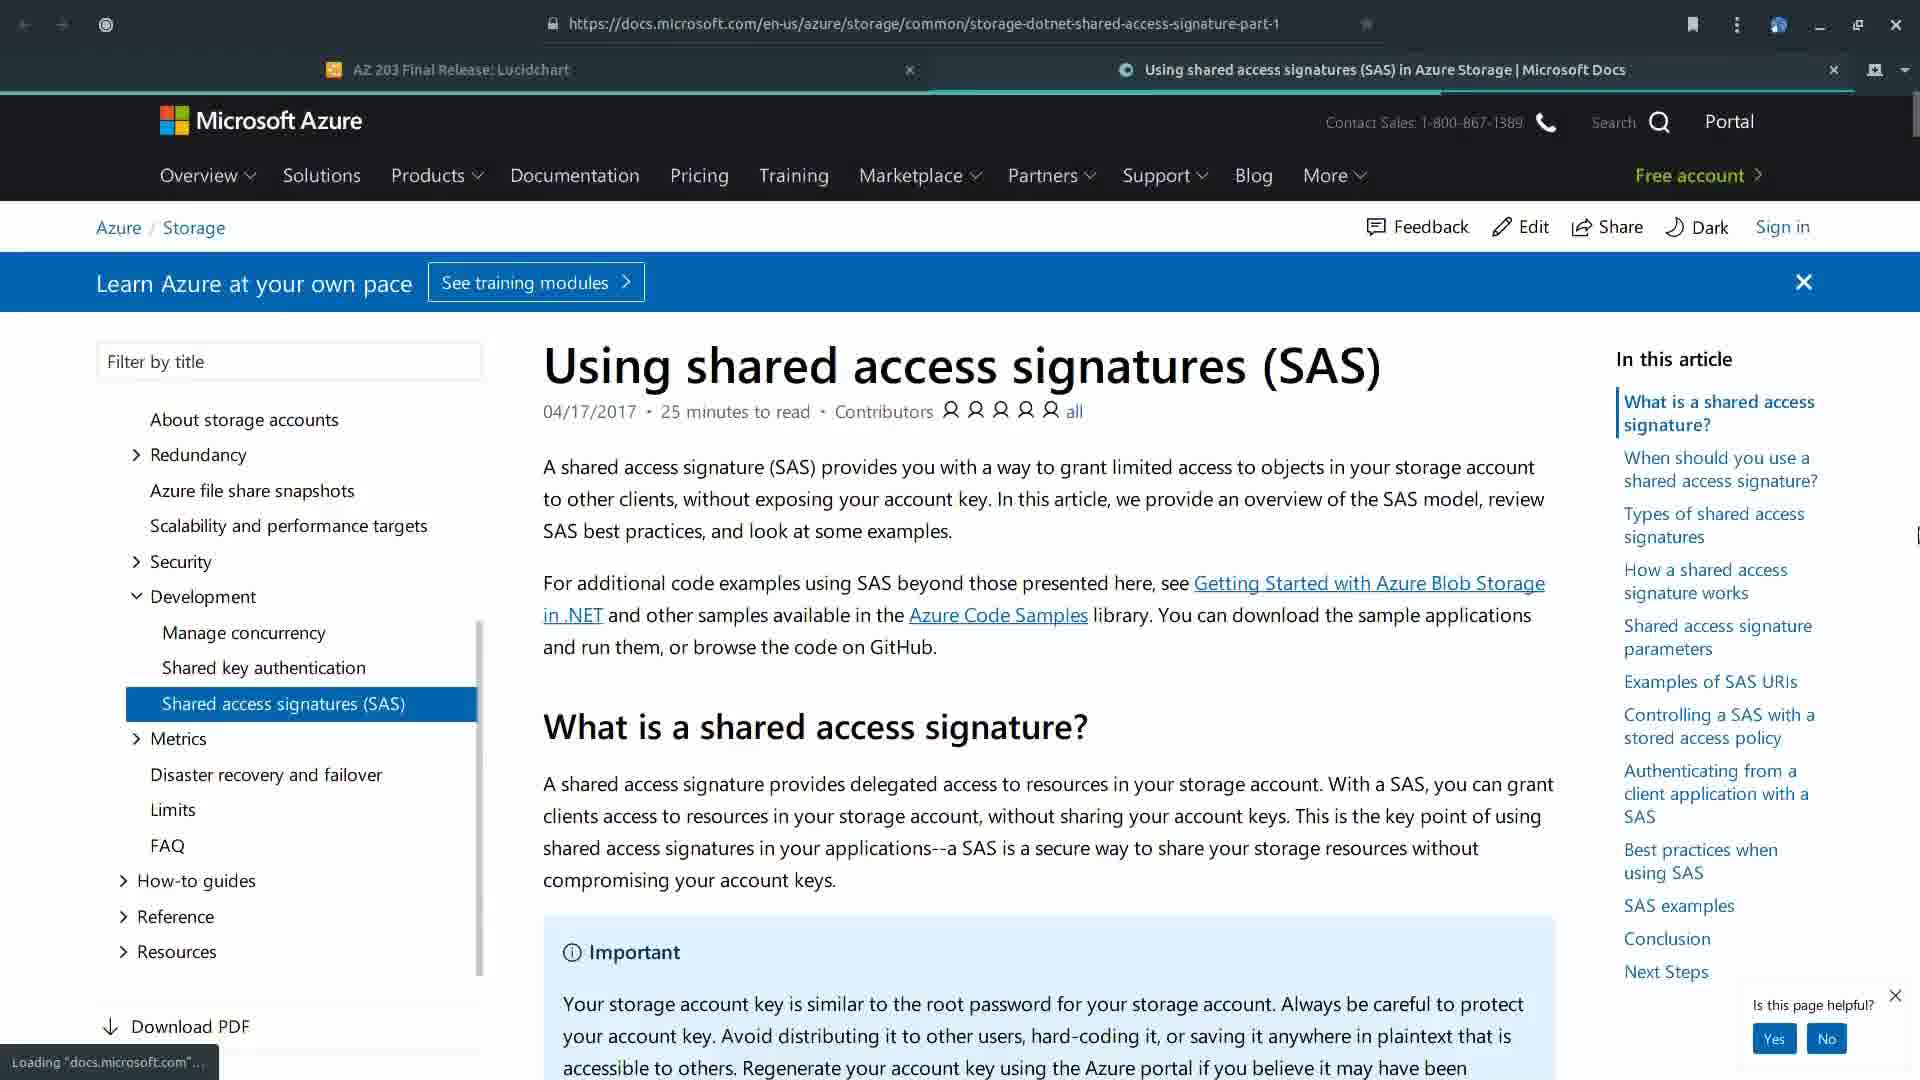 https://docs.microsoft.com/en-us/azure/storage/common/storage-dotnet-shared-access-signature-part-1
AZ 203 Final Release: Lucidchart
Using shared access signatures (SAS) in Azure Storage | Microsoft Docs
Microsoft Azure
Contact Sales: 1-800-867-1389
Search
Portal
Overview
Solutions
Products
Documentation
Pricing
Training
Marketplace
Partners
Support
Blog
More
Free account
Azure / Storage
Feedback
Edit
Share
Dark
Sign in
Learn Azure at your own pace
See training modules
Filter by title
About storage accounts
Redundancy
Azure file share snapshots
Scalability and performance targets
Security
Development
Manage concurrency
Shared key authentication
Shared access signatures (SAS)
Metrics
Disaster recovery and failover
Limits
FAQ
How-to guides
Reference
Resources
Download PDF
Loading "docs.microsoft.com"...
Using shared access signatures (SAS)
04/17/2017 • 25 minutes to read • Contributors all
A shared access signature (SAS) provides you with a way to grant limited access to objects in your storage account
to other clients, without exposing your account key. In this article, we provide an overview of the SAS model, review
SAS best practices, and look at some examples.
For additional code examples using SAS beyond those presented here, see Getting Started with Azure Blob Storage
in .NET and other samples available in the Azure Code Samples library. You can download the sample applications
and run them, or browse the code on GitHub.
What is a shared access signature?
A shared access signature provides delegated access to resources in your storage account. With a SAS, you can grant
clients access to resources in your storage account, without sharing your account keys. This is the key point of using
shared access signatures in your applications--a SAS is a secure way to share your storage resources without
compromising your account keys.
Important
Your storage account key is similar to the root password for your storage account. Always be careful to protect
your account key. Avoid distributing it to other users, hard-coding it, or saving it anywhere in plaintext that is
accessible to others. Regenerate your account key using the Azure portal if you believe it may have been
In this article
What is a shared access
signature?
When should you use a
shared access signature?
Types of shared access
signatures
How a shared access
signature works
Shared access signature
parameters
Examples of SAS URIs
Controlling a SAS with a
stored access policy
Authenticating from a
client application with a
SAS
Best practices when
using SAS
SAS examples
Conclusion
Next Steps
Is this page helpful?
Yes
No